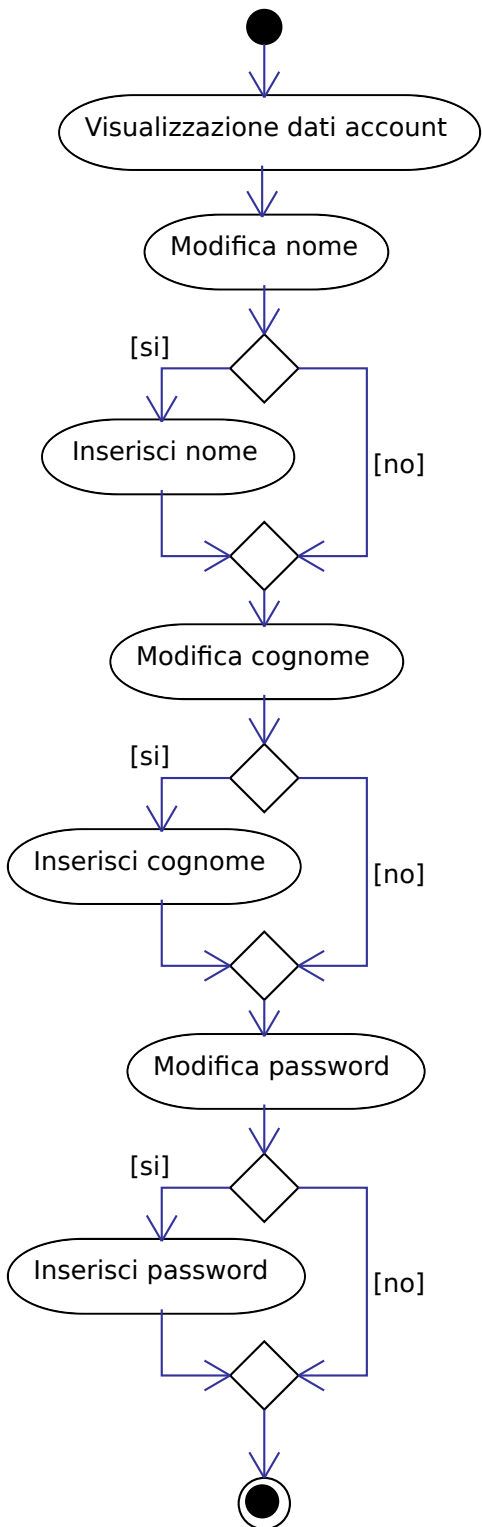 Visualizzazione dati account
Modifica nome
[si]
Inserisci nome
[no]
Modifica cognome
[si]
Inserisci cognome
[no]
Modifica password
[si]
Inserisci password
[no]